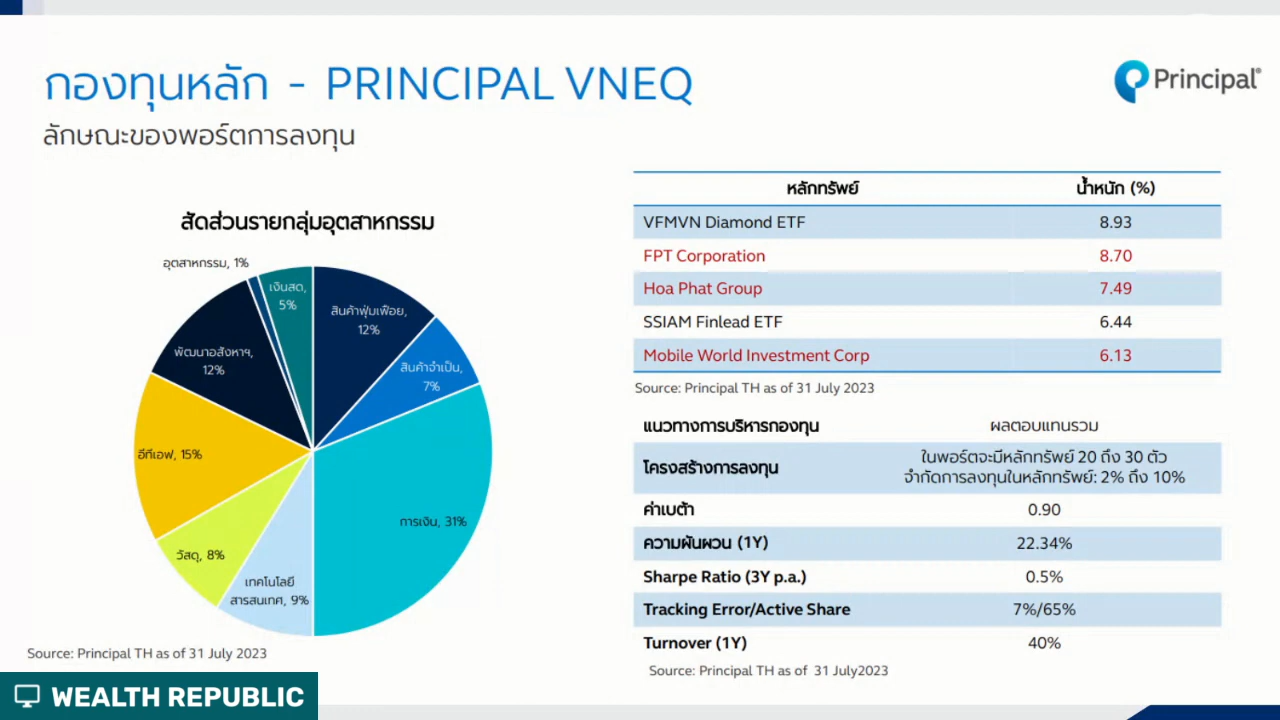 กองทุนหลัก - PRINCIPAL VNEQ
ลักษณะของพอร์ตการลงทุน
Principal®
สัดส่วนรายกลุ่มอุตสาหกรรม
อุตสาหกรรม, 1%
เงินสด,
5%
สินค้าฟุ่มเฟือย,
12%
สินค้าจำเป็น,
7%
พัฒนาอสังหาฯ,
12%
อีทีเอฟ, 15%
การเงิน, 31%
วัสดุ, 8%
เทคโนโลยี
สารสนเทศ, 9%
Source: Principal TH as of 31 July 2023
หลักทรัพย์ น้ำหนัก (%)
VFMVN Diamond ETF 8.93
FPT Corporation 8.70
Hoa Phat Group 7.49
SSIAM Finlead ETF 6.44
Mobile World Investment Corp 6.13
Source: Principal TH as of 31 July 2023
แนวทางการบริหารกองทุน ผลตอบแทนรวม
โครงสร้างการลงทุน ในพอร์ตจะมีหลักทรัพย์ 20 ถึง 30 ตัว
จำกัดการลงทุนในหลักทรัพย์: 2% ถึง 10%
ค่าเบต้า 0.90
ความผันผวน (1Y) 22.34%
Sharpe Ratio (3Y p.a.) 0.5%
Tracking Error/Active Share 7%/65%
Turnover (1Y) 40%
Source: Principal TH as of 31 July2023
WEALTH REPUBLIC